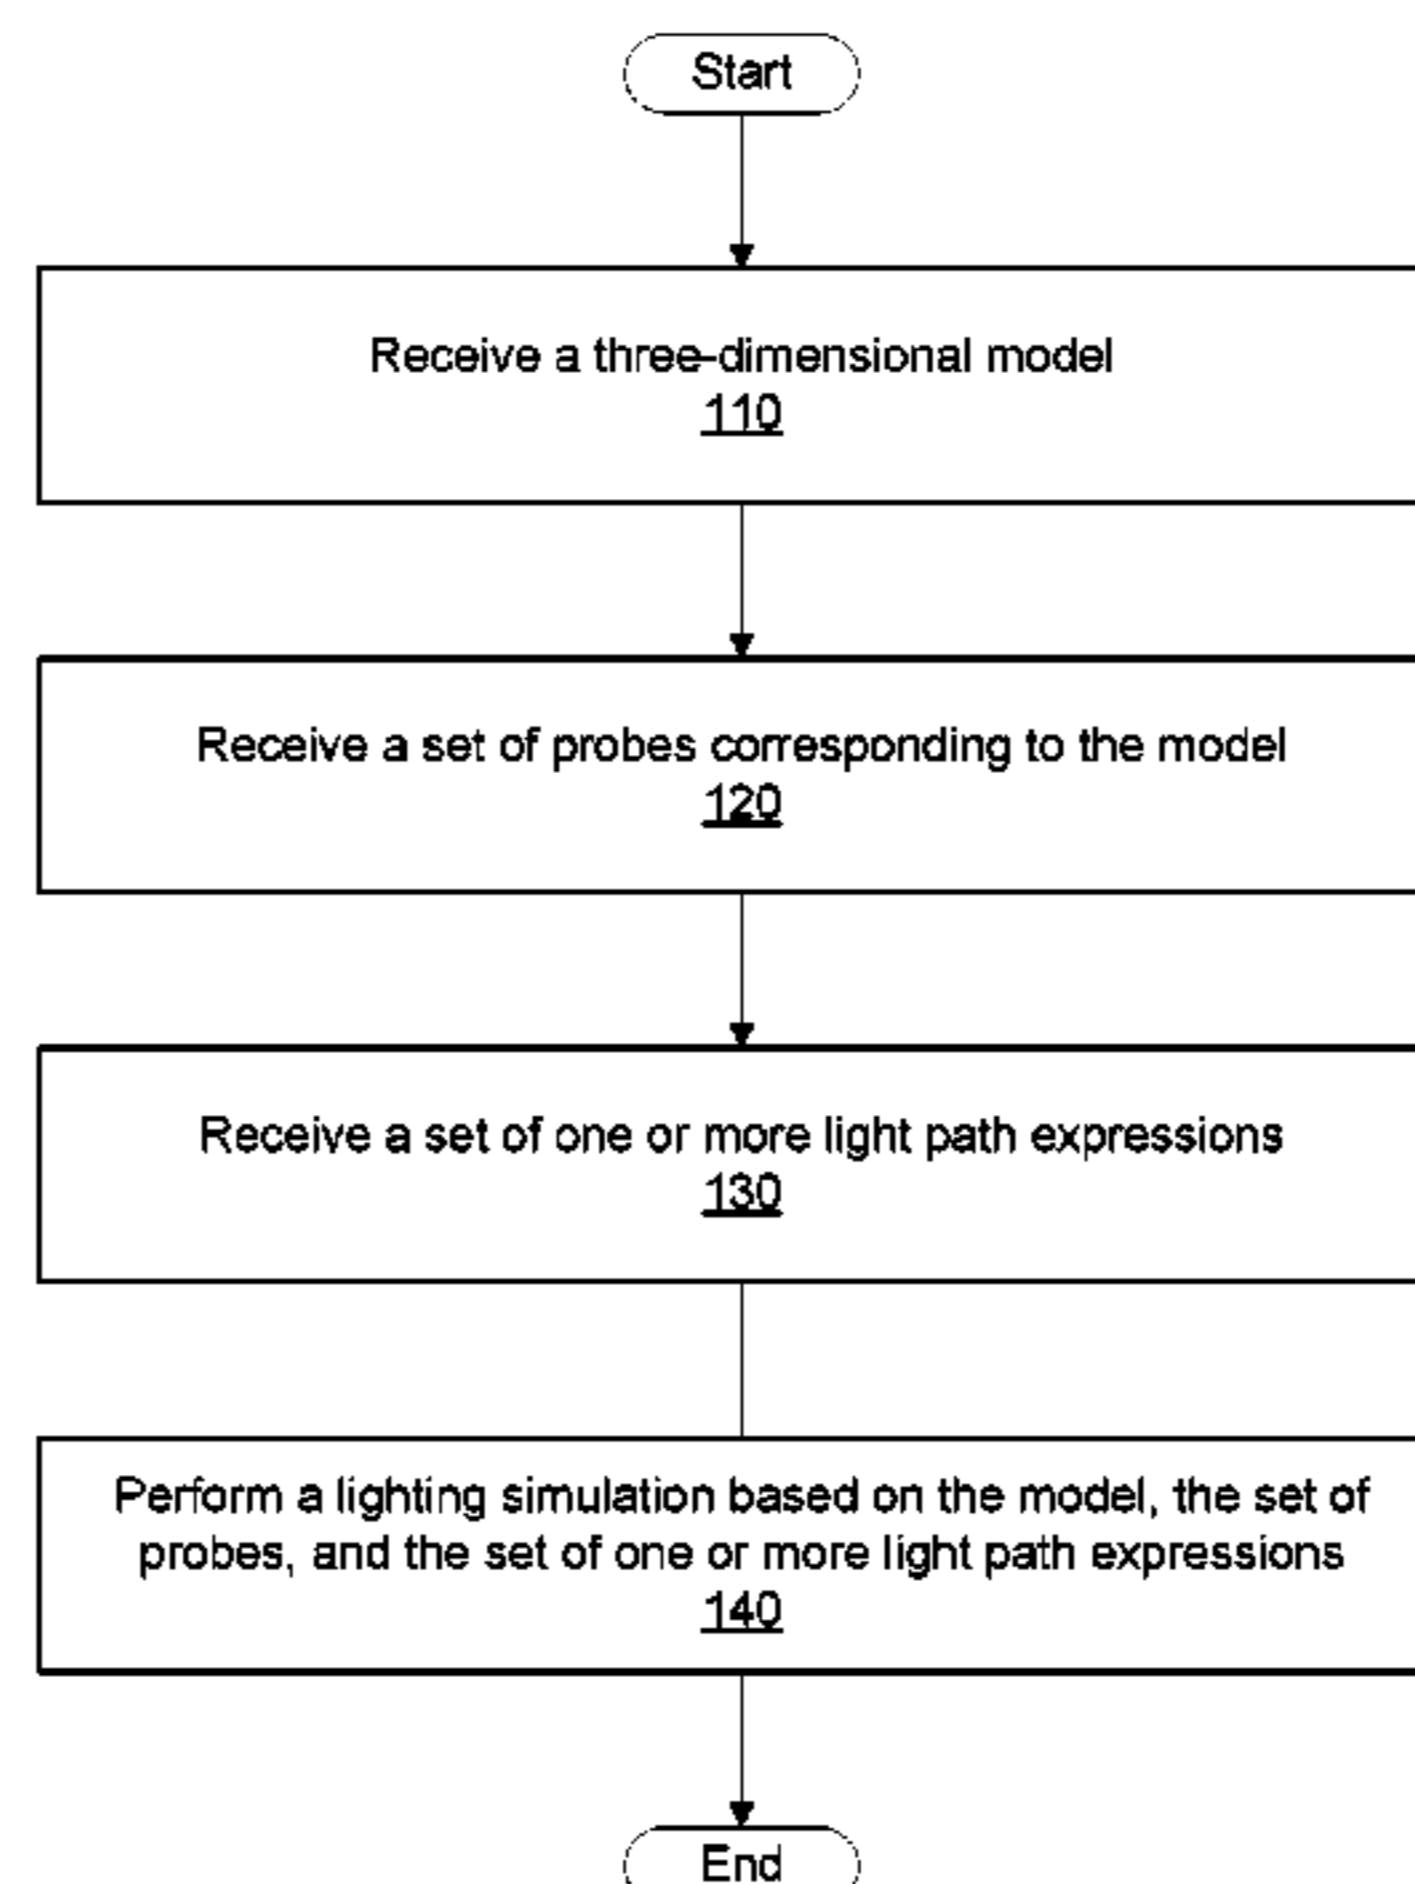 Start
Receive a three-dimensional model
110
Receive a set of probes corresponding to the model
120
Receive a set of one or more light path expressions
130
Perform a lighting simulation based on the model, the set of
probes, and the set of one or more light path expressions
140
End